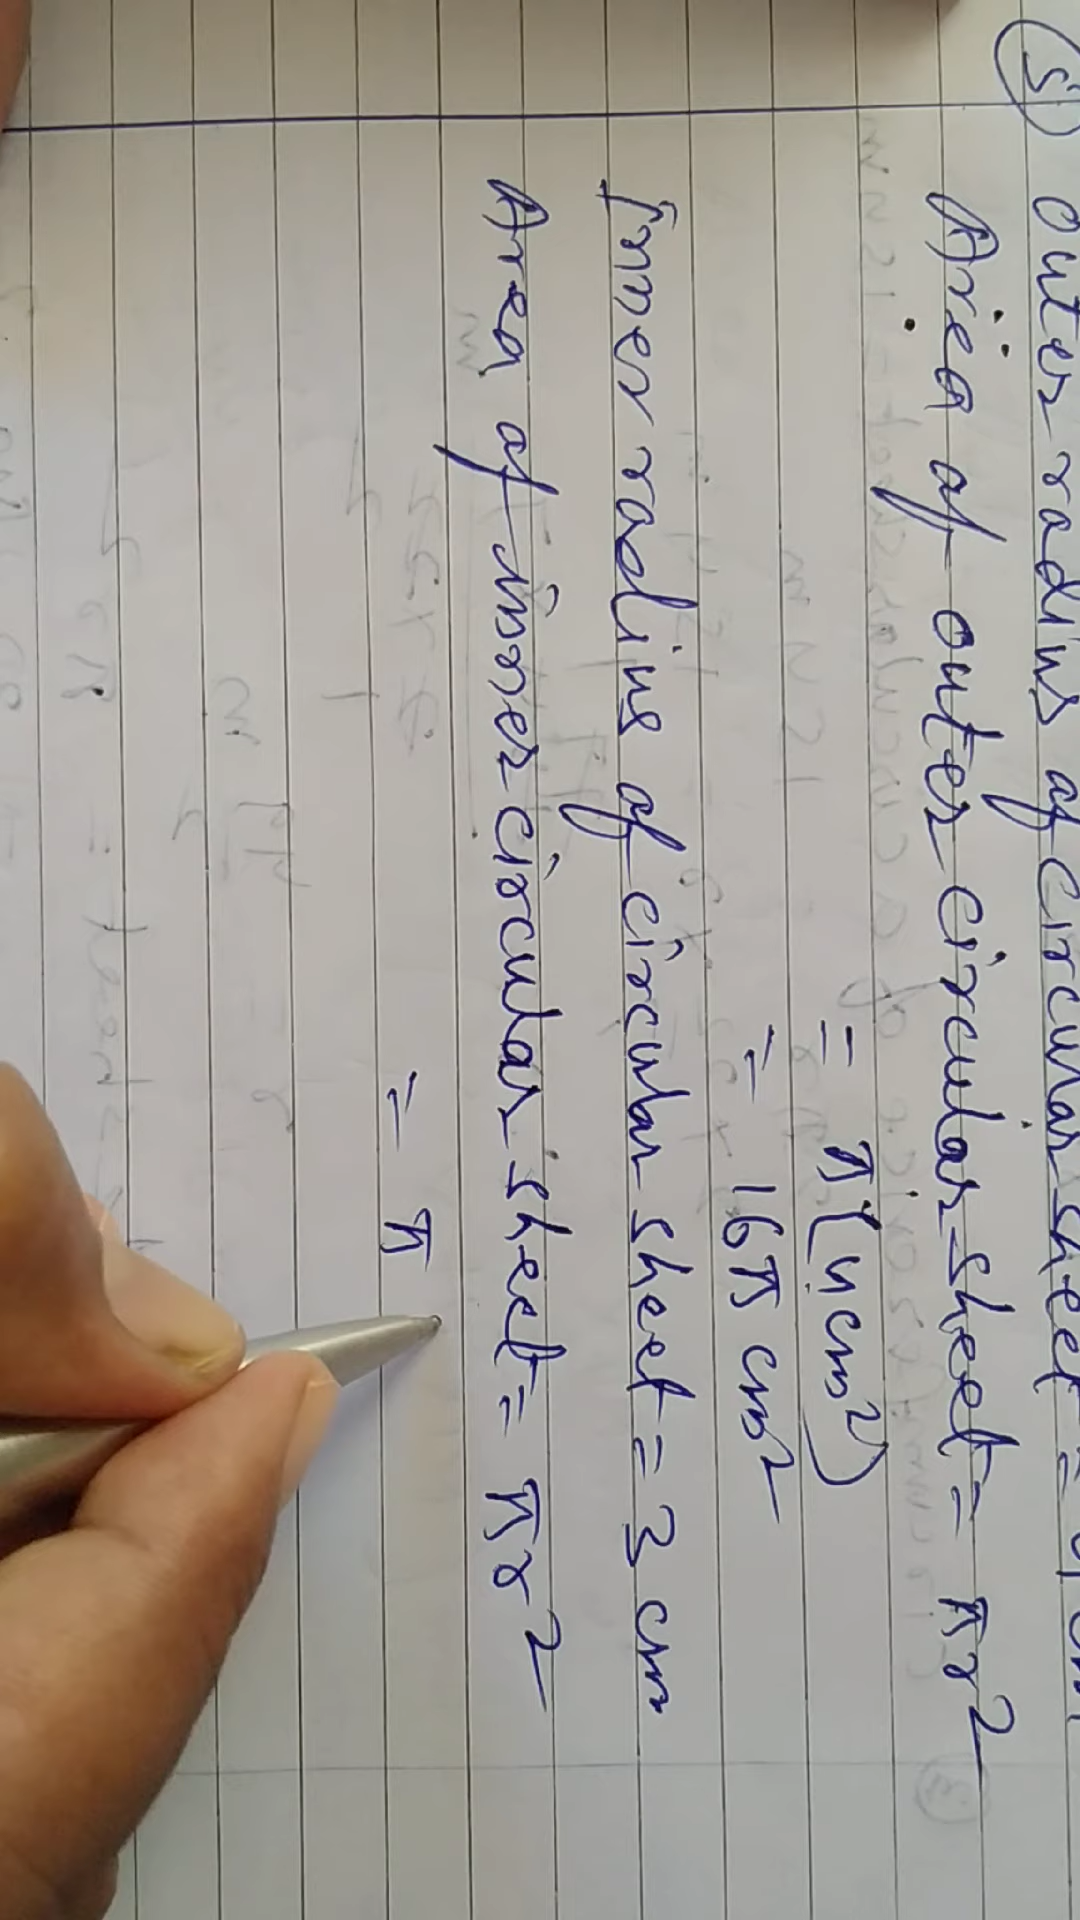 5) Outer radius of circular sheet = 4 cm
Area of outer circular sheet = πr²
= π(4cm²)
= 16π cm²
Inner radius of circular sheet = 3 cm
Area of inner circular sheet = πr²
= π